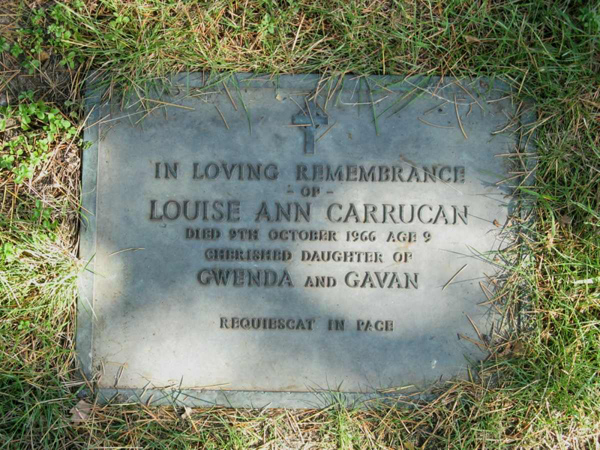 IN LOVING REMEMBRANCE
- OF -
LOUISE ANN CARRUCAN
DIED 9TH OCTOBER 1966 AGE 9
CHERISHED DAUGHTER OF
GWENDA AND GAVAN
REQUIESCAT IN PACE